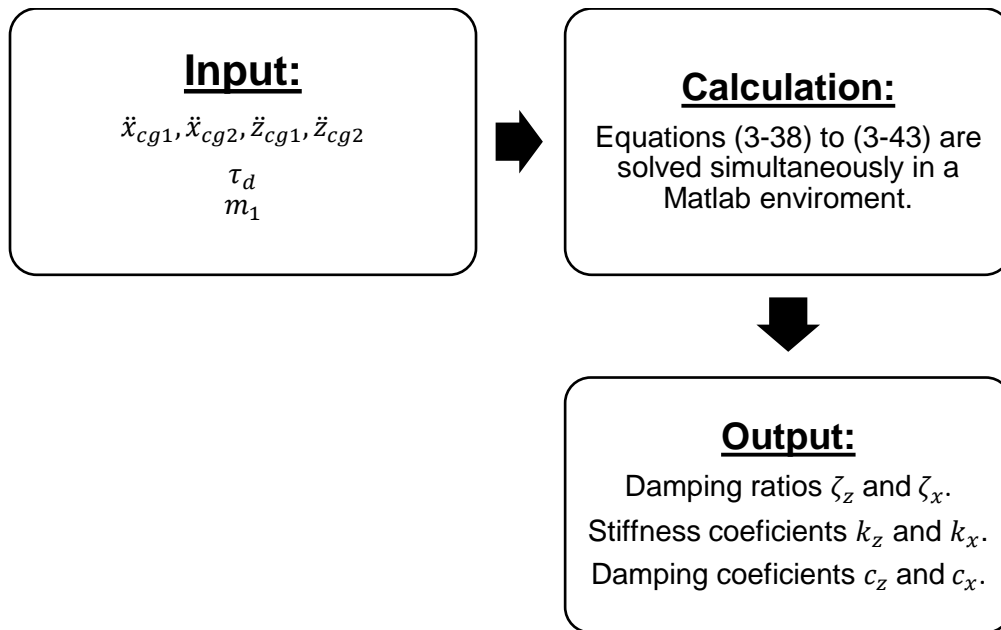 Input:
ẍ_cg1, ẍ_cg2, z̈_cg1, z̈_cg2
τ_d
m_1
Calculation:
Equations (3-38) to (3-43) are
solved simultaneously in a
Matlab enviroment.
Output:
Damping ratios ζ_z and ζ_x.
Stiffness coeficients k_z and k_x.
Damping coeficients c_z and c_x.